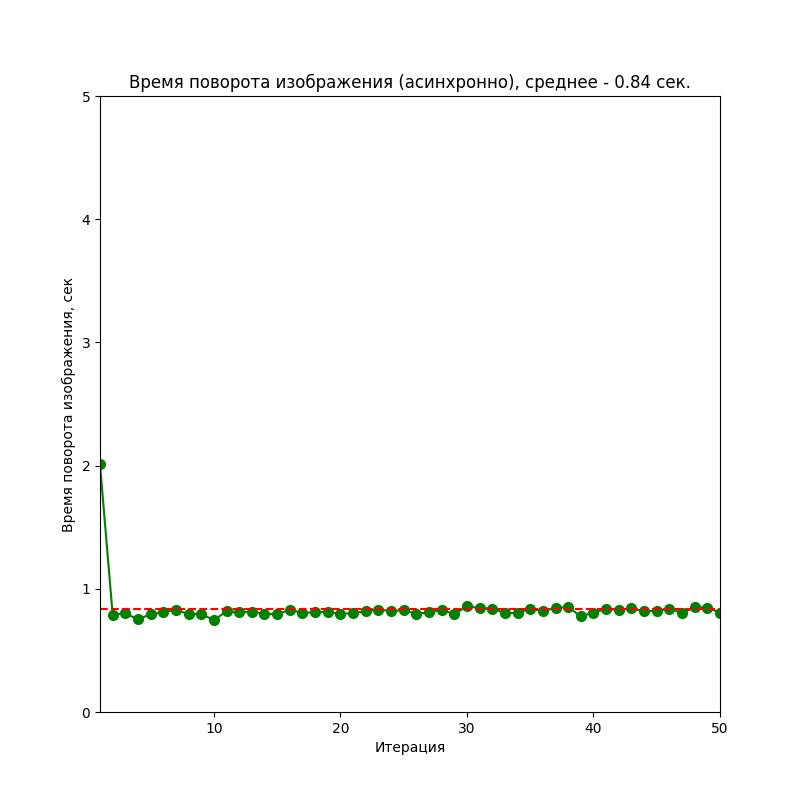 Время поворота изображения (асинхронно), среднее - 0.84 сек.
5
4
3
2
1
0
Время поворота изображения, сек
10 20 30 40 50
Итерация